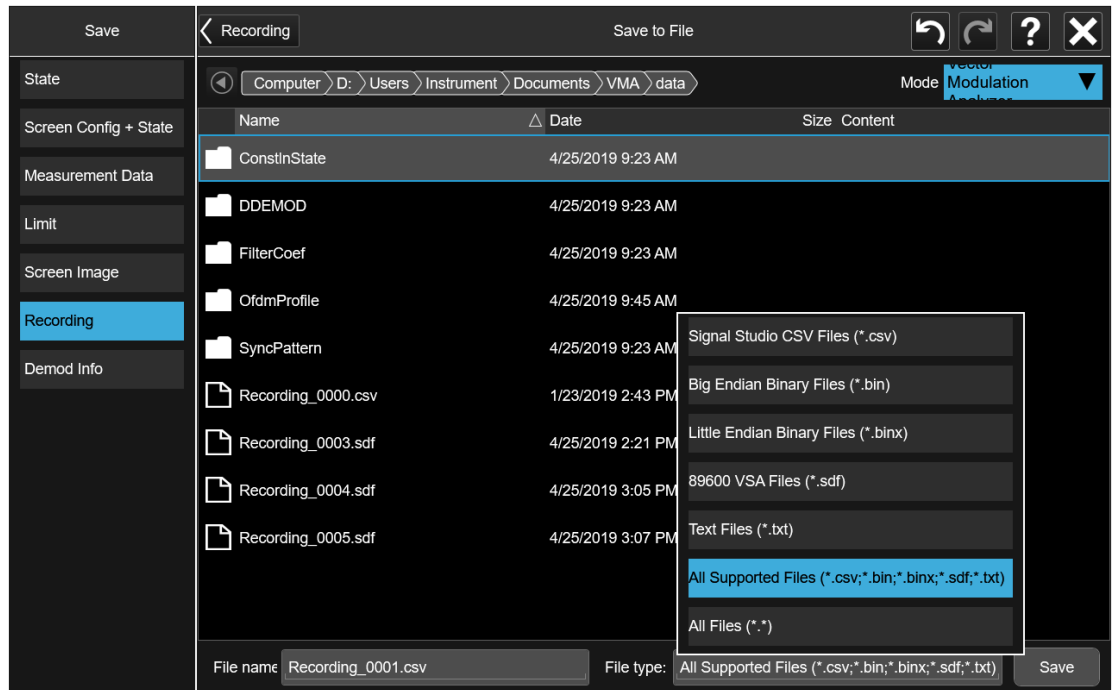 Save
Recording
Save to File
?
State
Screen Config + State
Measurement Data
Limit
Screen Image
Recording
Demod Info
Computer D: Users Instrument Documents VMA data
Mode
Vector
Modulation
Analyzer
Name Date Size Content
ConstInState 4/25/2019 9:23 AM
DDEMOD 4/25/2019 9:23 AM
FilterCoef 4/25/2019 9:23 AM
OfdmProfile 4/25/2019 9:45 AM
SyncPattern 4/25/2019 9:23 AM
Recording_0000.csv 1/23/2019 2:43 PM
Recording_0003.sdf 4/25/2019 2:21 PM
Recording_0004.sdf 4/25/2019 3:05 PM
Recording_0005.sdf 4/25/2019 3:07 PM
Signal Studio CSV Files (*.csv)
Big Endian Binary Files (*.bin)
Little Endian Binary Files (*.binx)
89600 VSA Files (*.sdf)
Text Files (*.txt)
All Supported Files (*.csv;*.bin;*.binx;*.sdf;*.txt)
All Files (*.*)
File name Recording_0001.csv File type: All Supported Files (*.csv;*.bin;*.binx;*.sdf;*.txt) Save